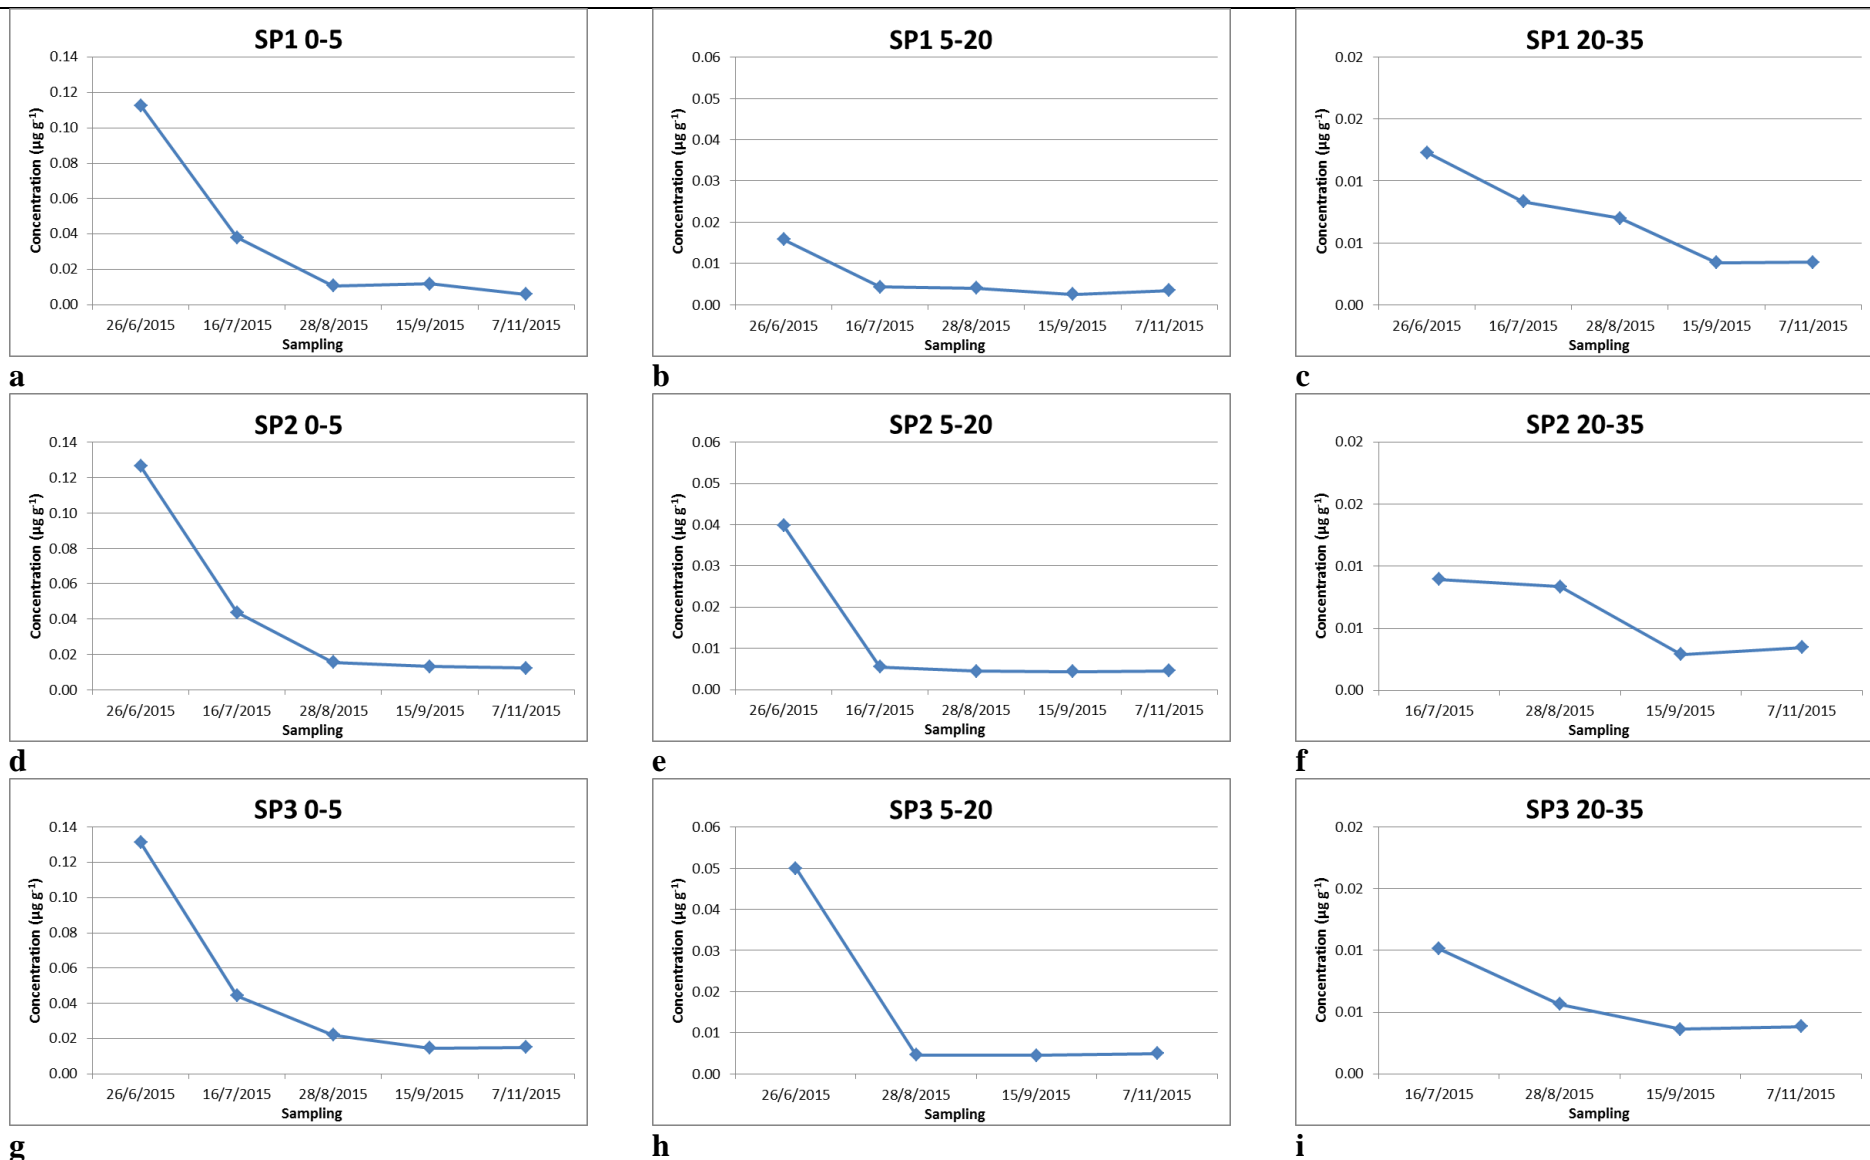 SP1 0-5
Concentration (µg g⁻¹)
0.14
0.12
0.10
0.08
0.06
0.04
0.02
0.00
26/6/2015 16/7/2015 28/8/2015 15/9/2015 7/11/2015
Sampling
a
SP1 5-20
Concentration (µg g⁻¹)
0.06
0.05
0.04
0.03
0.02
0.01
0.00
26/6/2015 16/7/2015 28/8/2015 15/9/2015 7/11/2015
Sampling
b
SP1 20-35
Concentration (µg g⁻¹)
0.02
0.02
0.01
0.01
0.00
26/6/2015 16/7/2015 28/8/2015 15/9/2015 7/11/2015
Sampling
c
SP2 0-5
Concentration (µg g⁻¹)
0.14
0.12
0.10
0.08
0.06
0.04
0.02
0.00
26/6/2015 16/7/2015 28/8/2015 15/9/2015 7/11/2015
Sampling
d
SP2 5-20
Concentration (µg g⁻¹)
0.06
0.05
0.04
0.03
0.02
0.01
0.00
26/6/2015 16/7/2015 28/8/2015 15/9/2015 7/11/2015
Sampling
e
SP2 20-35
Concentration (µg g⁻¹)
0.02
0.02
0.01
0.01
0.00
16/7/2015 28/8/2015 15/9/2015 7/11/2015
Sampling
f
SP3 0-5
Concentration (µg g⁻¹)
0.14
0.12
0.10
0.08
0.06
0.04
0.02
0.00
26/6/2015 16/7/2015 28/8/2015 15/9/2015 7/11/2015
Sampling
g
SP3 5-20
Concentration (µg g⁻¹)
0.06
0.05
0.04
0.03
0.02
0.01
0.00
26/6/2015 28/8/2015 15/9/2015 7/11/2015
Sampling
h
SP3 20-35
Concentration (µg g⁻¹)
0.02
0.02
0.01
0.01
0.00
16/7/2015 28/8/2015 15/9/2015 7/11/2015
Sampling
i